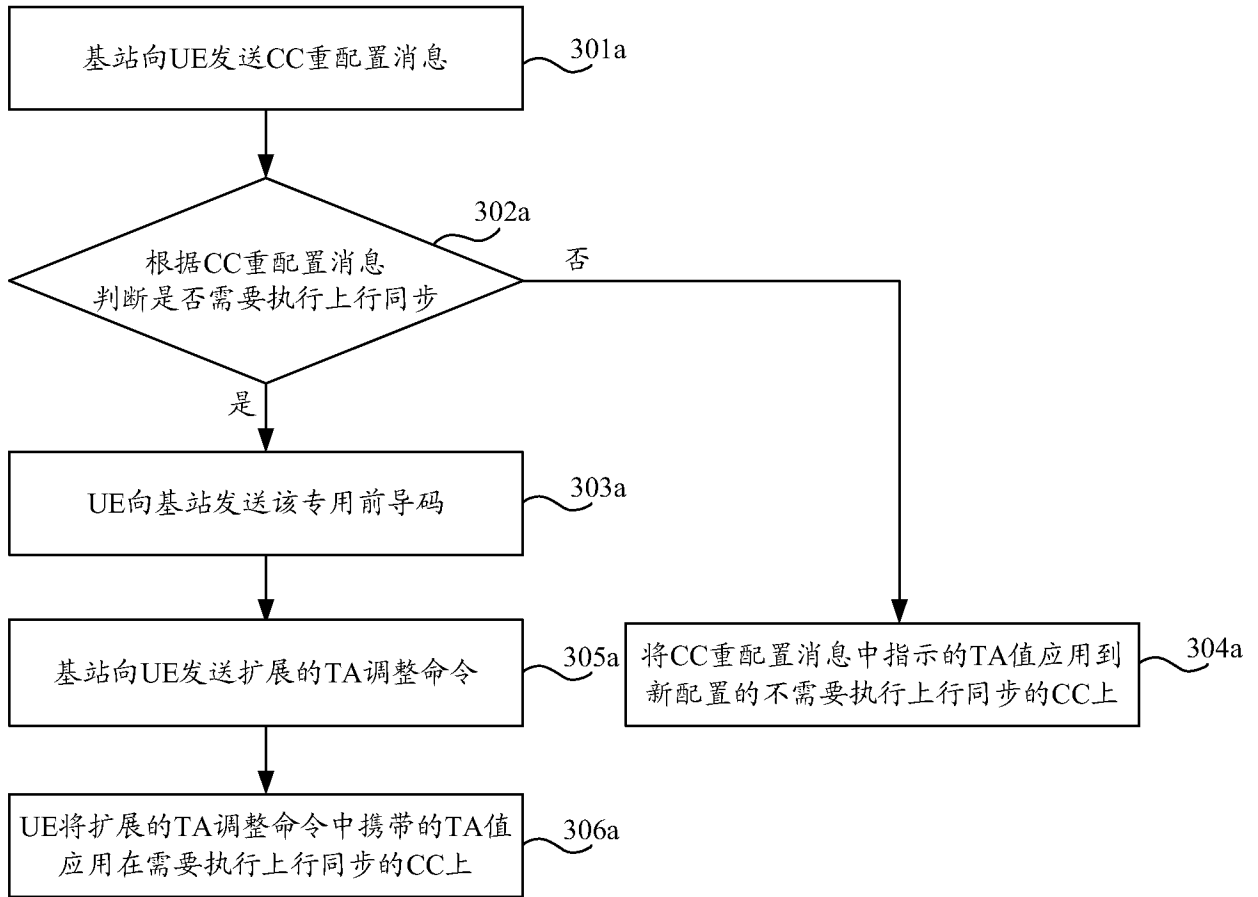 基站向UE发送CC重配置消息
301a
302a
根据CC重配置消息
判断是否需要执行上行同步
否
是
UE向基站发送该专用前导码
303a
基站向UE发送扩展的TA调整命令
305a
将CC重配置消息中指示的TA值应用到
新配置的不需要执行上行同步的CC上
304a
UE将扩展的TA调整命令中携带的TA值
应用在需要执行上行同步的CC上
306a